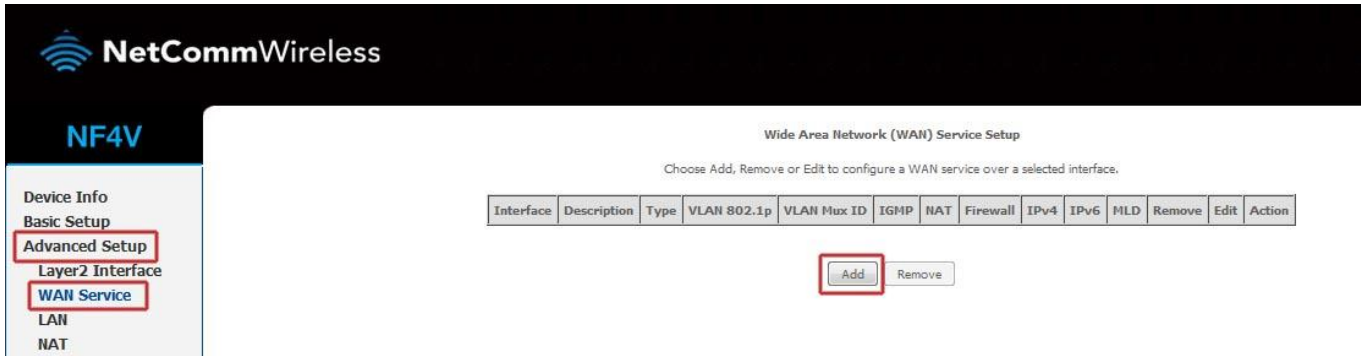 NetCommWireless
NF4V
Device Info
Basic Setup
Advanced Setup
Layer2 Interface
WAN Service
LAN
NAT
Wide Area Network (WAN) Service Setup
Choose Add, Remove or Edit to configure a WAN service over a selected interface.
Interface Description Type VLAN 802.1p VLAN Mux ID IGMP NAT Firewall IPv4 IPv6 MLD Remove Edit Action
Add Remove